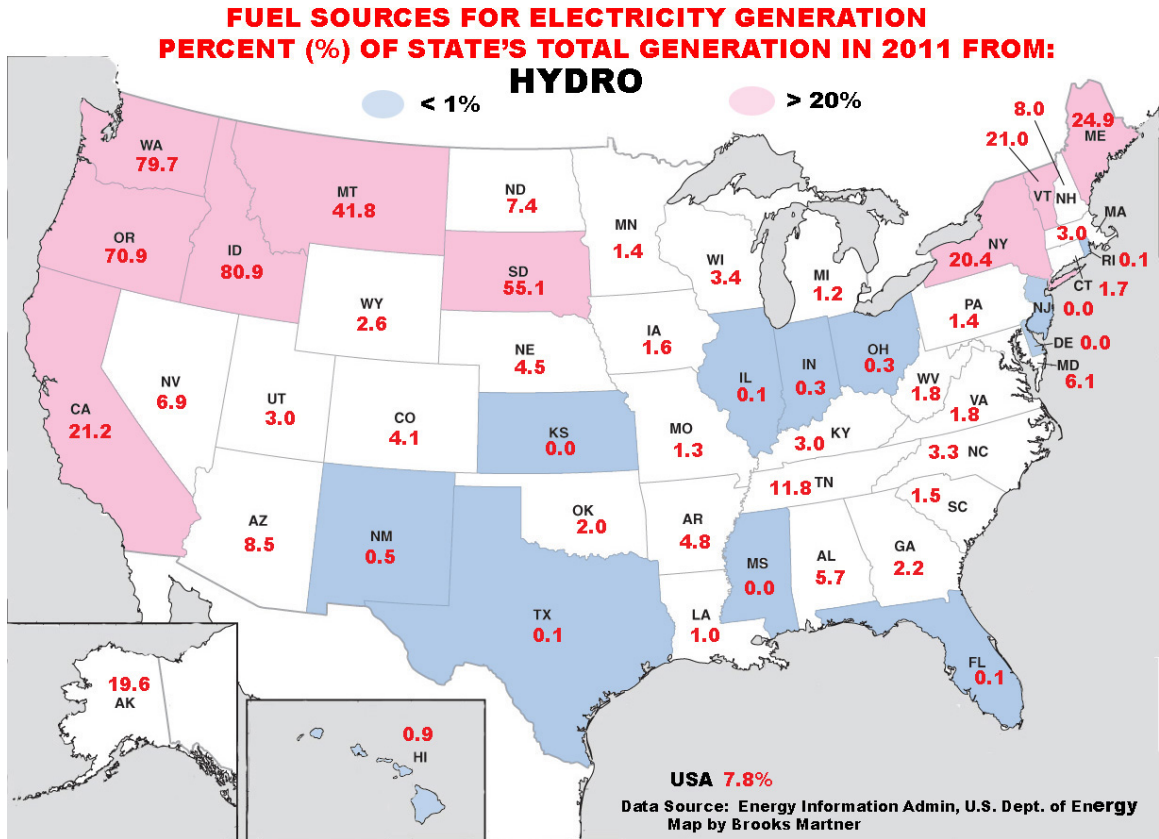 FUEL SOURCES FOR ELECTRICITY GENERATION
PERCENT (%) OF STATE'S TOTAL GENERATION IN 2011 FROM:
HYDRO
< 1%
> 20%
WA
79.7
MT
41.8
ND
7.4
MN
1.4
OR
70.9
ID
80.9
SD
55.1
WI
3.4
MI
1.2
NY
20.4
VT
21.0
NH
8.0
24.9
ME
MA
3.0
RI 0.1
CT 1.7
NJ
0.0
DE 0.0
MD
6.1
PA
1.4
WY
2.6
IA
1.6
NE
4.5
IL
0.1
IN
0.3
OH
0.3
WV
1.8
VA
1.8
CA
21.2
NV
6.9
UT
3.0
CO
4.1
KS
0.0
MO
1.3
KY
3.0
NC
3.3
TN
11.8
SC
1.5
AZ
8.5
NM
0.5
OK
2.0
AR
4.8
MS
0.0
AL
5.7
GA
2.2
TX
0.1
LA
1.0
FL
0.1
19.6
AK
0.9
HI
USA 7.8%
Data Source: Energy Information Admin, U.S. Dept. of Energy
Map by Brooks Martner